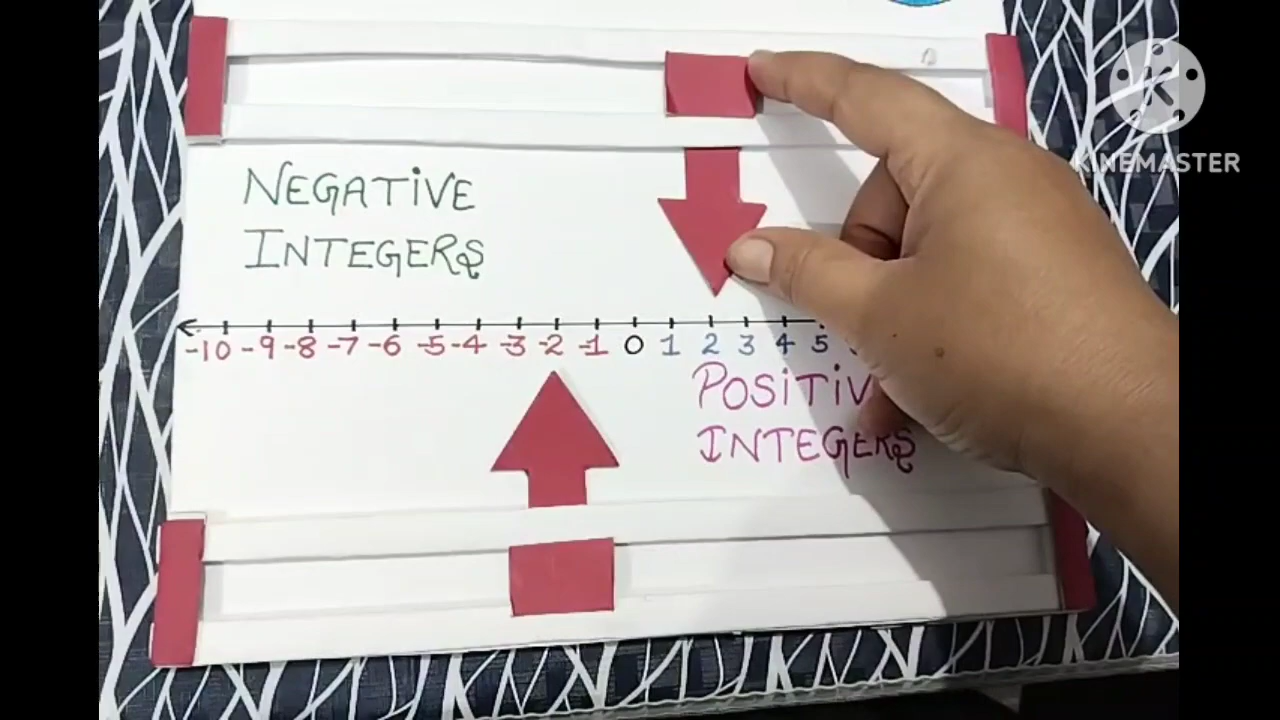 KINEMASTER
NEGATIVE
INTEGERS
-10 -9 -8 -7 -6 -5 -4 -3 -2 -1 0 1 2 3 4 5
INTEGERS